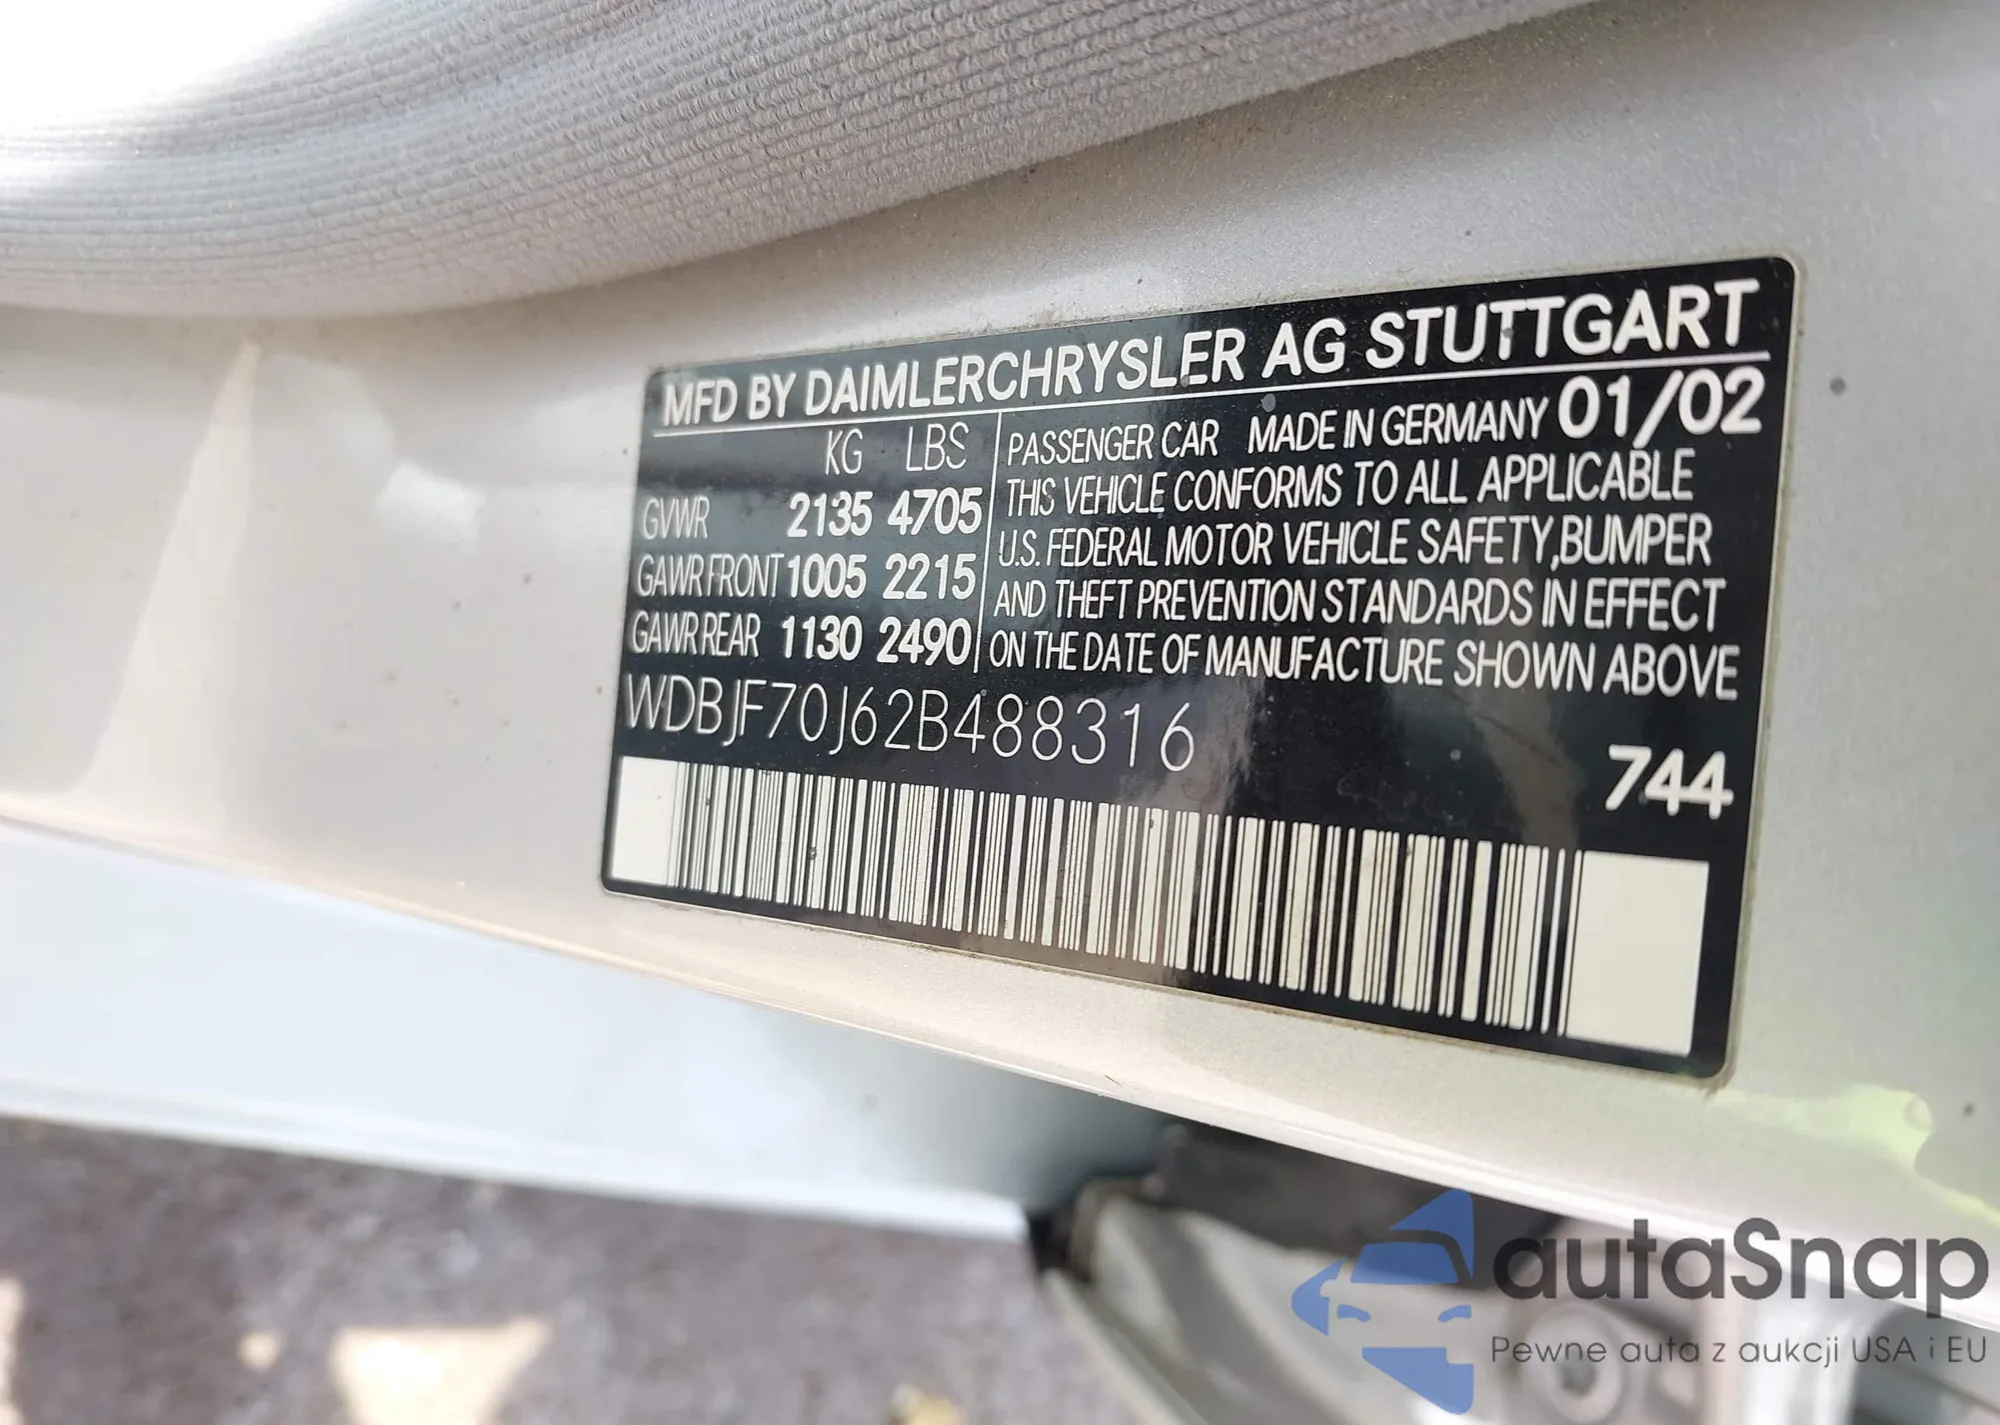 MFD BY DAIMLERCHRYSLER AG STUTTGART
KG LBS
GVWR 2135 4705
GAWR FRONT 1005 2215
GAWR REAR 1130 2490
PASSENGER CAR MADE IN GERMANY 01/02
THIS VEHICLE CONFORMS TO ALL APPLICABLE
U.S. FEDERAL MOTOR VEHICLE SAFETY,BUMPER
AND THEFT PREVENTION STANDARDS IN EFFECT
ON THE DATE OF MANUFACTURE SHOWN ABOVE
WDBJF70J62B488316
744
autaSnap
Pewne auta z aukcji USA i EU